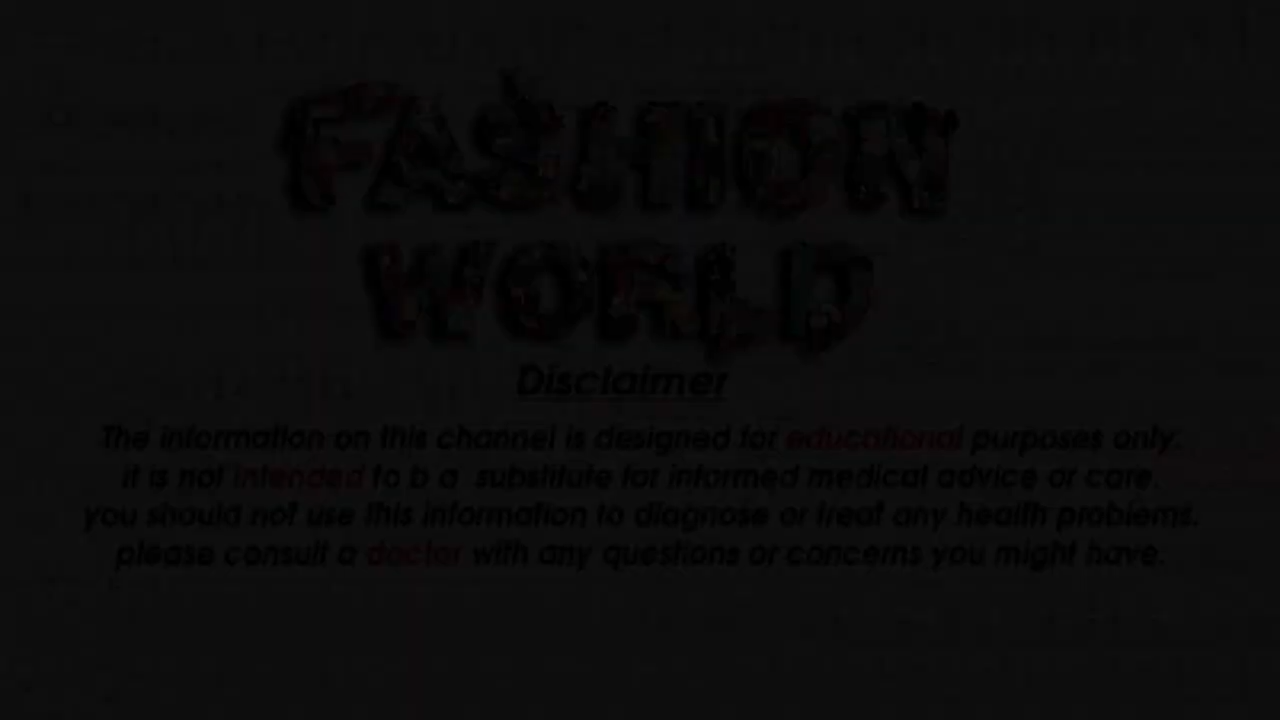 FASHION
WORLD
Disclaimer
The information on this channel is designed for educational purposes only.
it is not intended to b a substitute for informed medical advice or care.
you should not use this information to diagnose or treat any health problems.
please consult a doctor with any questions or concerns you might have.